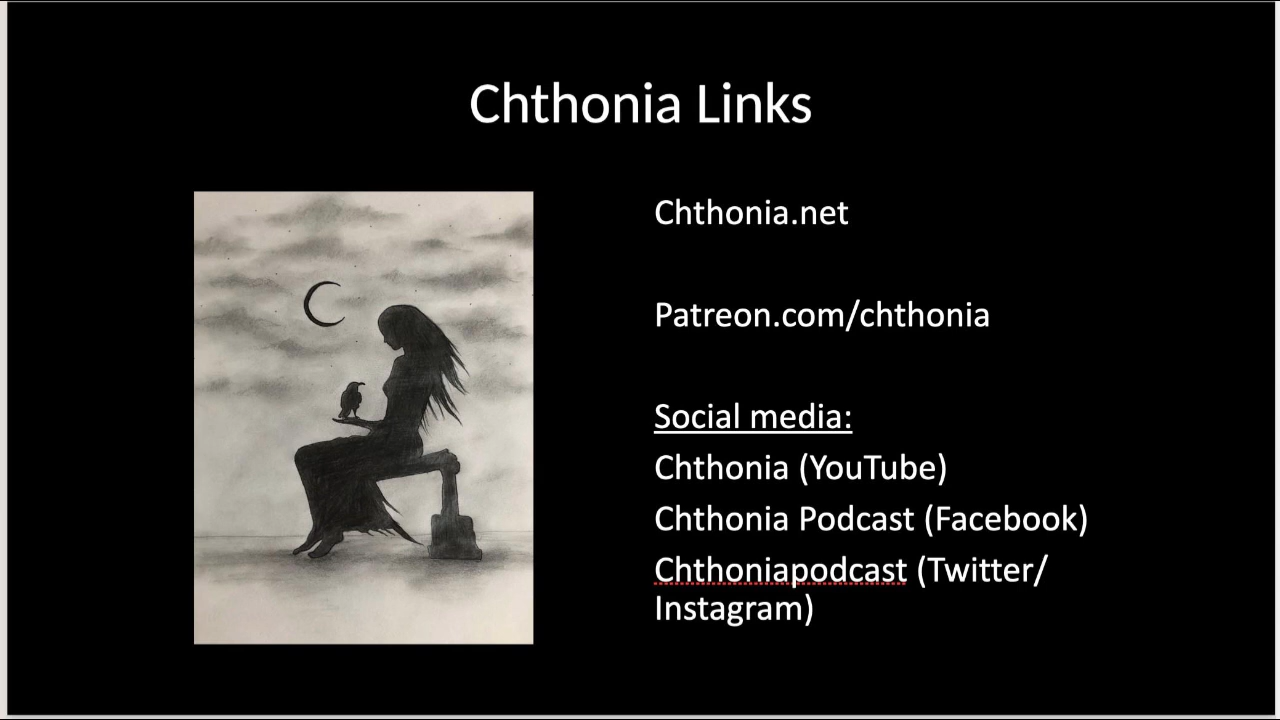 Chthonia Links
Chthonia.net
Patreon.com/chthonia
Social media:
Chthonia (YouTube)
Chthonia Podcast (Facebook)
Chthoniapodcast (Twitter/
Instagram)